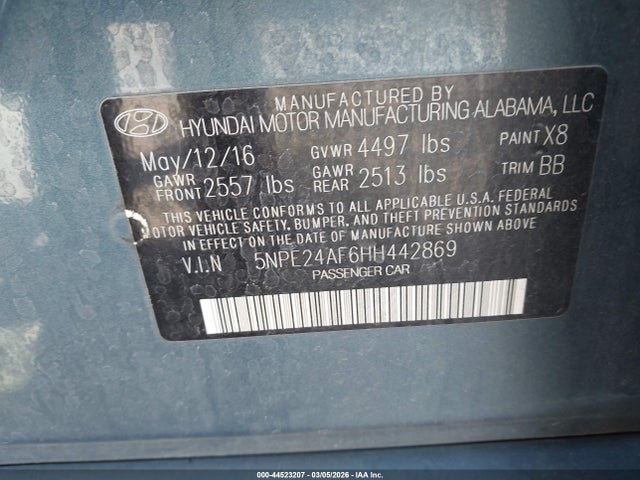 MANUFACTURED BY
HYUNDAI MOTOR MANUFACTURING ALABAMA, LLC
May/12/16 GVWR 4497 lbs PAINT X8
GAWR FRONT 2557 lbs GAWR REAR 2513 lbs TRIM BB
THIS VEHICLE CONFORMS TO ALL APPLICABLE U.S.A. FEDERAL
MOTOR VEHICLE SAFETY, BUMPER, AND THEFT PREVENTION STANDARDS
IN EFFECT ON THE DATE OF MANUFACTURE SHOWN ABOVE.
V.I.N 5NPE24AF6HH442869
PASSENGER CAR
000-44523207 - 03/05/2026 - IAA Inc.